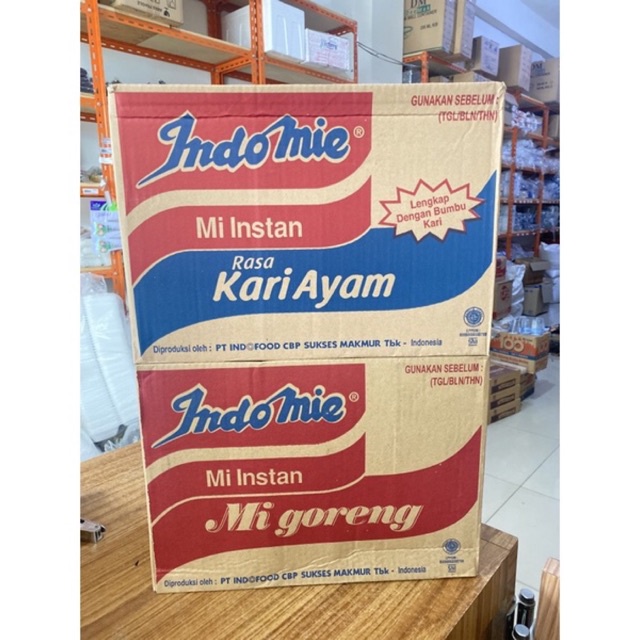 GUNAKAN SEBELUM :
(TGL/BLN/THN)
Indomie®
Lengkap
Dengan Bumbu
Kari
Mi Instan
Rasa
Kari Ayam
Diproduksi oleh : PT INDOFOOD CBP SUKSES MAKMUR Tbk - Indonesia
GUNAKAN SEBELUM :
(TGL/BLN/THN)
Indomie®
Mi Instan
Mi goreng
Diproduksi oleh : PT INDOFOOD CBP SUKSES MAKMUR Tbk - Indonesia